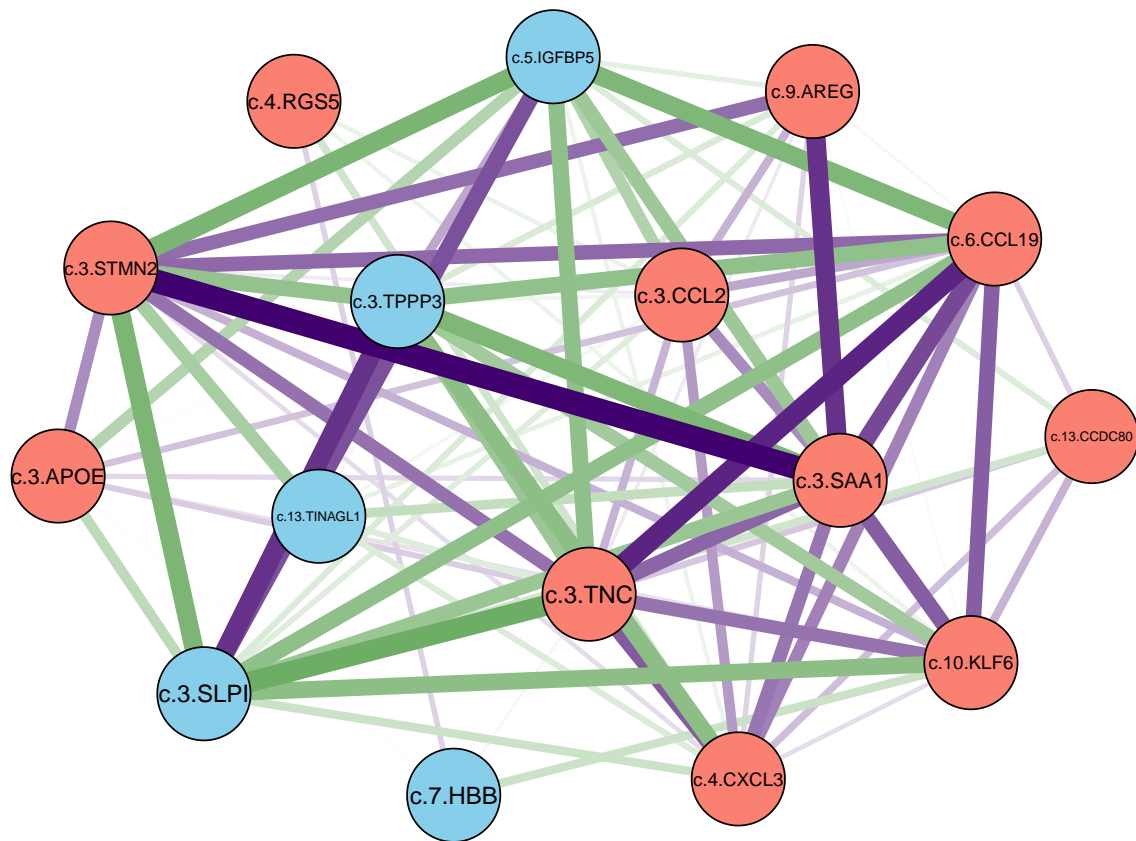 c.5.IGFBP5
c.4.RGS5
c.9.AREG
c.6.CCL19
c.3.STMN2
c.3.TPPP3
c.3.CCL2
c.13.CCDC80
c.3.APOE
c.3.SAA1
c.13.TINAGL1
c.3.TNC
c.10.KLF6
c.3.SLPI
c.4.CXCL3
c.7.HBB